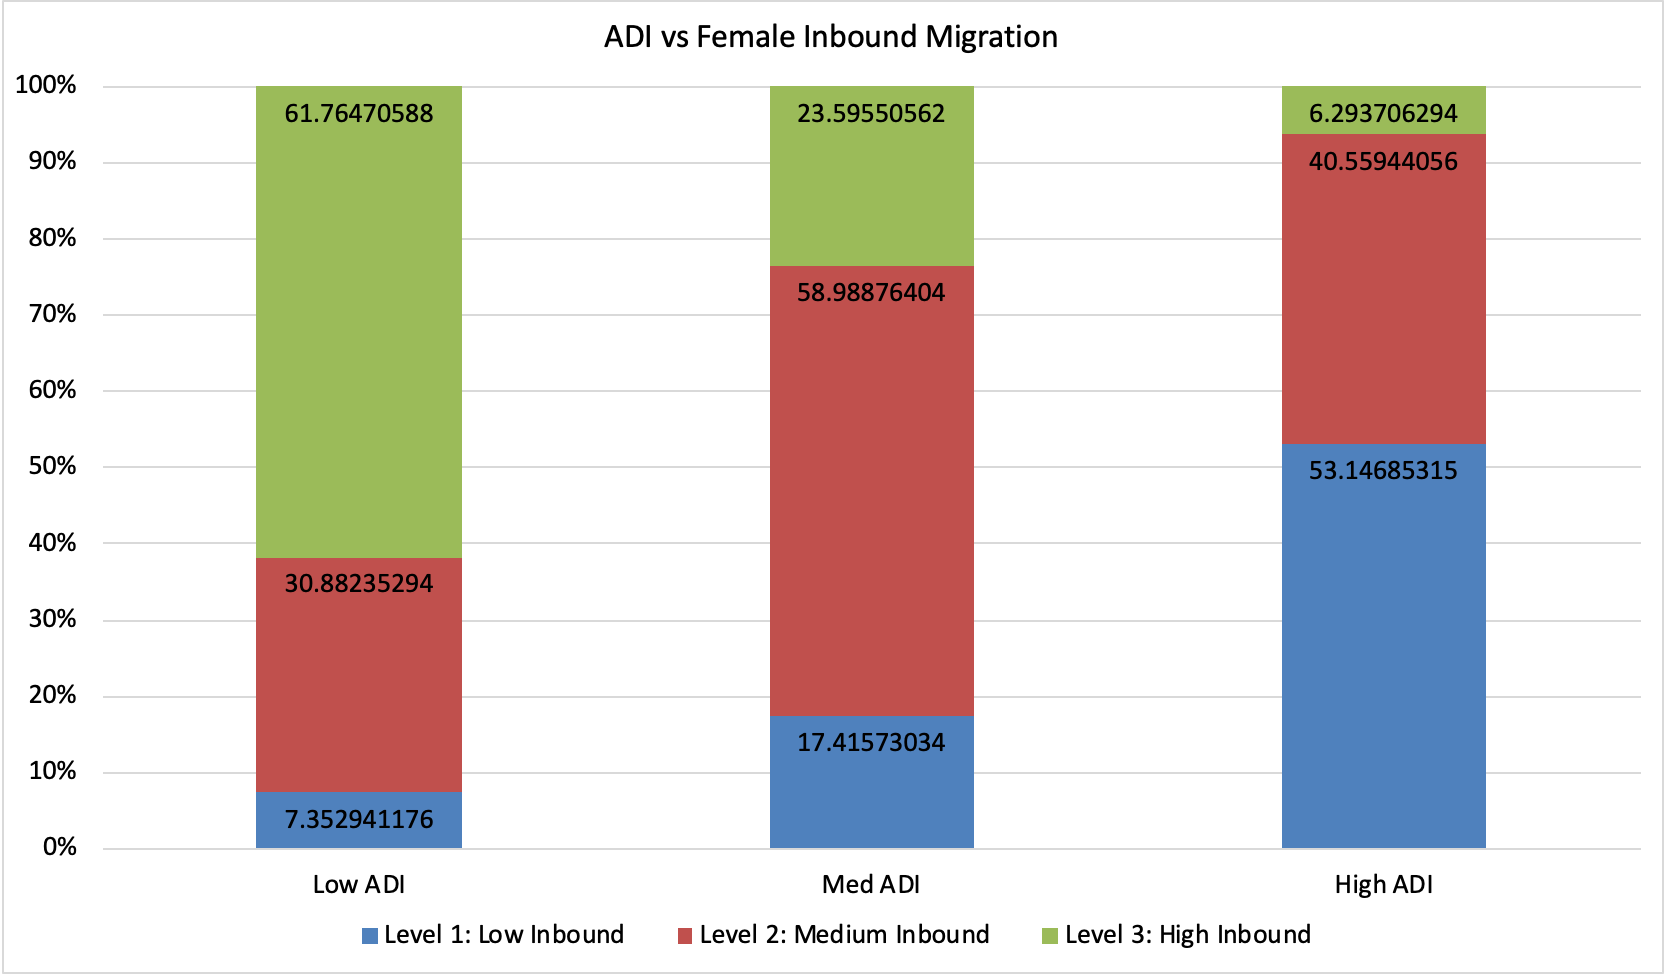 ADI vs Female Inbound Migration
100%
90%
80%
70%
60%
50%
40%
30%
20%
10%
0%
61.76470588
30.88235294
7.352941176
23.59550562
58.98876404
17.41573034
6.293706294
40.55944056
53.14685315
Low ADI
Med ADI
High ADI
Level 1: Low Inbound
Level 2: Medium Inbound
Level 3: High Inbound